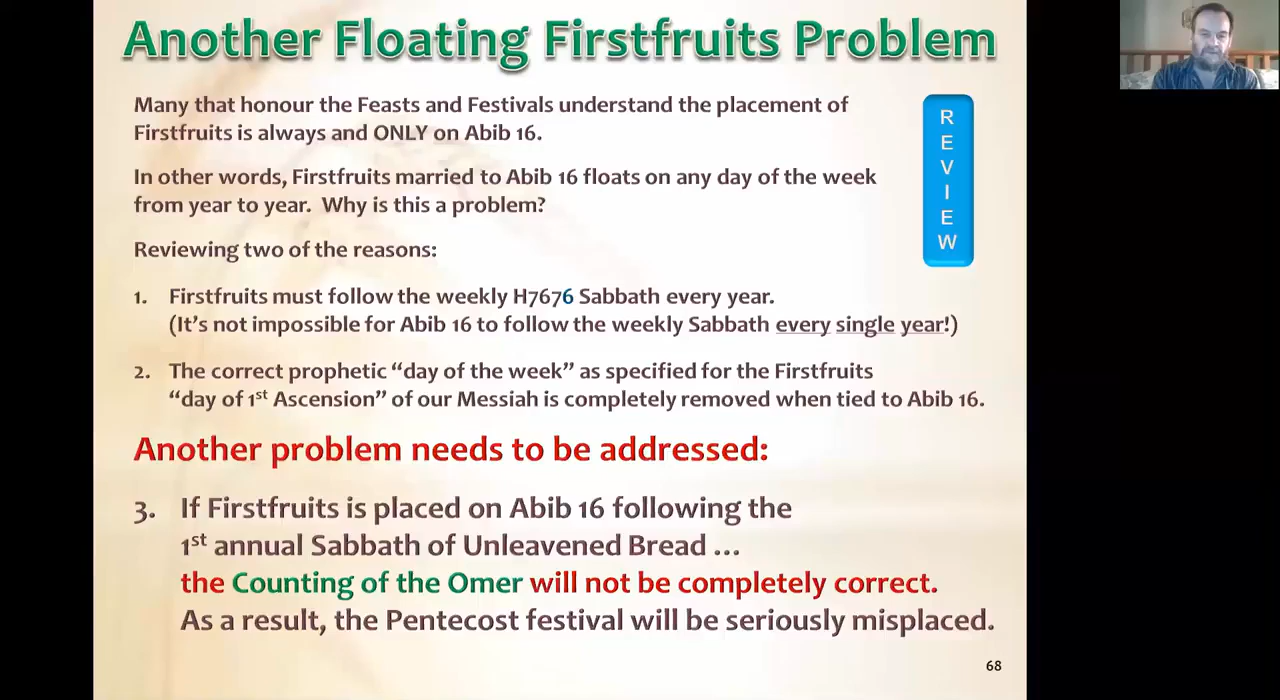 Another Floating Firstfruits Problem
Many that honour the Feasts and Festivals understand the placement of
Firstfruits is always and ONLY on Abib 16.
In other words, Firstfruits married to Abib 16 floats on any day of the week
from year to year. Why is this a problem?
Reviewing two of the reasons:
1. Firstfruits must follow the weekly H7676 Sabbath every year.
(It's not impossible for Abib 16 to follow the weekly Sabbath every single year!)
2. The correct prophetic “day of the week” as specified for the Firstfruits
“day of 1st Ascension” of our Messiah is completely removed when tied to Abib 16.
Another problem needs to be addressed:
3. If Firstfruits is placed on Abib 16 following the
1st annual Sabbath of Unleavened Bread ...
the Counting of the Omer will not be completely correct.
As a result, the Pentecost festival will be seriously misplaced.
68
R
E
V
I
E
W